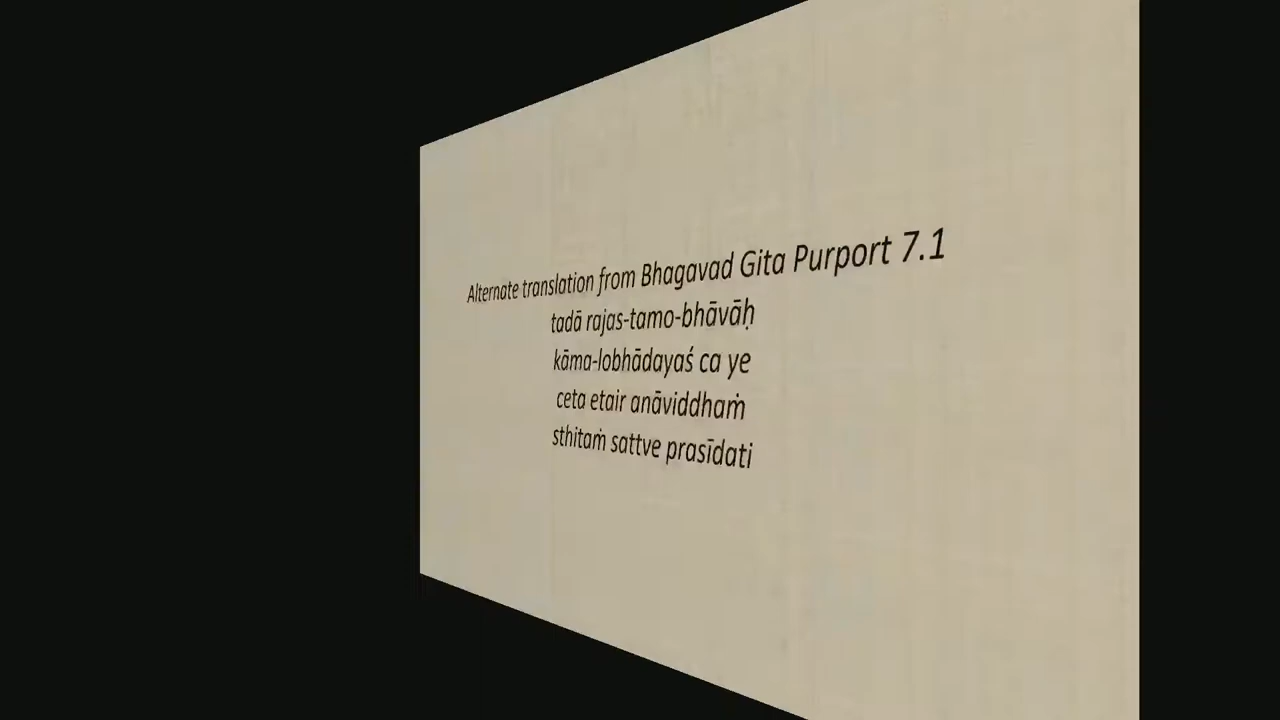 Alternate translation from Bhagavad Gita Purport 7.1
tadā rajas-tamo-bhāvāḥ
kāma-lobhādayaś ca ye
ceta etair anāviddhaṁ
sthitaṁ sattve prasīdati